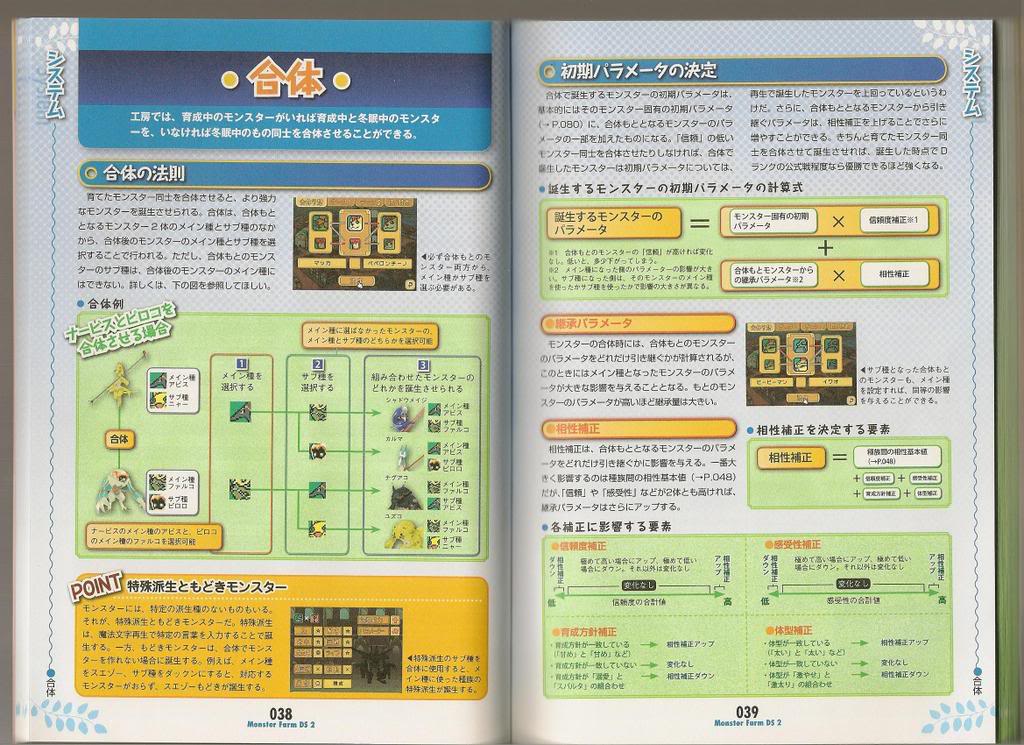 システム
合体
工房では、育成中のモンスターがいれば育成中と冬眠中のモンスタ
ーを、いなければ冬眠中のもの同士を合体させることができる。
合体の法則
育てたモンスター同士を合体させると、より強力
なモンスターを誕生させられる。合体は、合体もと
となるモンスター2体のメイン種とサブ種のなか
から、合体後のモンスターのメイン種とサブ種を選
択することで行われる。ただし、合体もとのモンス
ターのサブ種は、合体後のモンスターのメイン種に
はできない。詳しくは、下の図を参照してほしい。
マッカ
ペペロンチーノ
◀必ず合体もとのモ
ンスター両方から、
メイン種かサブ種を
選ぶ必要がある。
●合体例
ナービスとピロコを
合体させる場合
メイン種に選ばなかったモンスターの、
メイン種とサブ種のどちらかを選択可能
メイン種
アビス
サブ種
ニャー
合体
メイン種
ファルコ
サブ種
ピロロ
1
メイン種を
選択する
2
サブ種を
選択する
3
組み合わせたモンスターの
どれかを誕生させられる
シャドウメイジ
メイン種
アビス
サブ種
ファルコ
カルマ
メイン種
アビス
サブ種
ピロロ
チグアコ
メイン種
ファルコ
サブ種
アビス
ユズコ
メイン種
ファルコ
サブ種
ニャー
ナービスのメイン種のアビスと、ピロコ
のメイン種のファルコを選択可能
POINT 特殊派生ともどきモンスター
モンスターには、特定の派生種のないものもいる。
それが、特殊派生ともどきモンスターだ。特殊派生
は、魔法文字再生で特定の言葉を入力することで誕
生する。一方、もどきモンスターは、合体でモンス
ターを作れない場合に誕生する。例えば、メイン種
をスエゾー、サブ種をダックンにすると、対応する
モンスターがおらず、スエゾーもどきが誕生する。
◀特殊派生のサブ種を
合体に使用すると、メ
イン種に使った種族の
特殊派生が誕生する。
合体
038
Monster Farm DS 2
システム
初期パラメータの決定
合体で誕生するモンスターの初期パラメータは、
基本的にはそのモンスター固有の初期パラメータ
(→P.080)に、合体もととなるモンスターのパラ
メータの一部を加えたものになる。「信頼」の低い
モンスター同士を合体させたりしなければ、合体で
誕生したモンスターは初期パラメータについては、
再生で誕生したモンスターを上回っているというわ
けだ。さらに、合体もととなるモンスターから引き
継ぐパラメータは、相性補正を上げることでさらに
増やすことができる。きちんと育てたモンスター同
士を合体させて誕生させれば、誕生した時点でD
ランクの公式戦程度なら優勝できるほど強くなる。
●誕生するモンスターの初期パラメータの計算式
誕生するモンスターの
パラメータ
＝
モンスター固有の初期
パラメータ
×
信頼度補正※1
＋
合体もとモンスターから
の継承パラメータ※2
×
相性補正
※1 合体もとのモンスターの「信頼」が高ければ変化
なし。低いと、多少下がってしまう。
※2 メイン種になった側のパラメーターの影響が大き
い。サブ種になった側は、そのモンスターのメイン種
を使ったかサブ種を使ったかで影響の大きさが異なる。
●継承パラメータ
モンスターの合体時には、合体もとのモンスター
のパラメータをどれだけ引き継ぐかが計算されるが、
このときにはメイン種となったモンスターのパラメ
ータが大きな影響を与えることとなる。もとのモン
スターのパラメータが高いほど継承量は大きい。
ピーピーマン
イワオ
◀サブ種となった合体もと
のモンスターも、メイン種
を設定すれば、同等の影響
を与えることができる。
●相性補正
相性補正は、合体もととなるモンスターのパラメ
ータをどれだけ引き継ぐかに影響を与える。一番大
きく影響するのは種族間の相性基本値(→P.048)
だが、「信頼」や「感受性」などが2体とも高ければ、
継承パラメータはさらにアップする。
●相性補正を決定する要素
相性補正
＝
種族間の相性基本値
(→P.048)
＋ 信頼度補正 ＋ 感受性補正
＋ 育成方針補正 ＋ 体型補正
●各補正に影響する要素
●信頼度補正
相性補正ダウン
極めて高い場合にアップ、極めて低い
場合にダウン。それ以外は変化なし
相性補正アップ
変化なし
低
信頼度の合計値
高
●感受性補正
相性補正ダウン
極めて高い場合にアップ、極めて低い
場合にダウン。それ以外は変化なし
相性補正アップ
変化なし
低
感受性の合計値
高
●育成方針補正
・育成方針が一致している
(「甘め」と「甘め」など)
→ 相性補正アップ
・育成方針が一致していない → 変化なし
・育成方針が「溺愛」と
「スパルタ」の組合わせ
→ 相性補正ダウン
●体型補正
・体型が一致している
(「太い」と「太い」など)
→ 相性補正アップ
・体型が一致していない → 変化なし
・体型が「激やせ」と
「激太り」の組合わせ
→ 相性補正ダウン
合体
039
Monster Farm DS 2